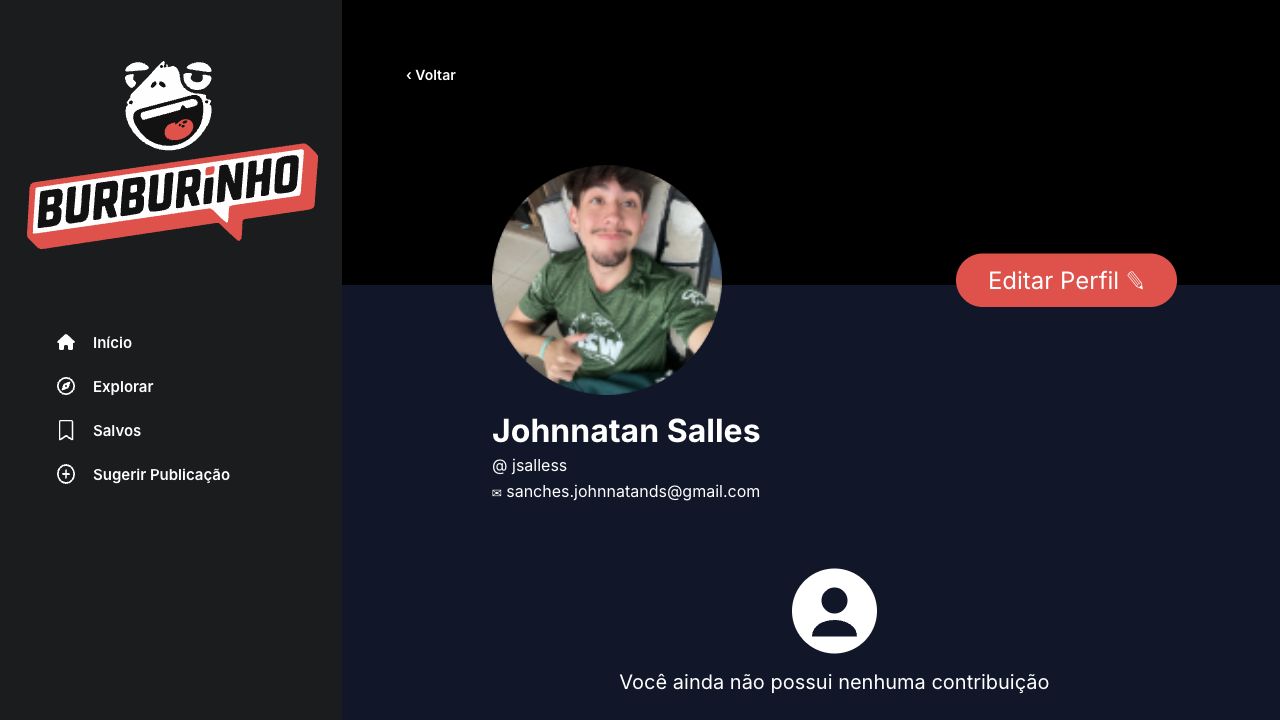 BURBURiNHO
Início
Explorar
Salvos
Sugerir Publicação
‹ Voltar
Editar Perfil ✎
Johnnatan Salles
@ jsalless
✉ sanches.johnnatands@gmail.com
Você ainda não possui nenhuma contribuição